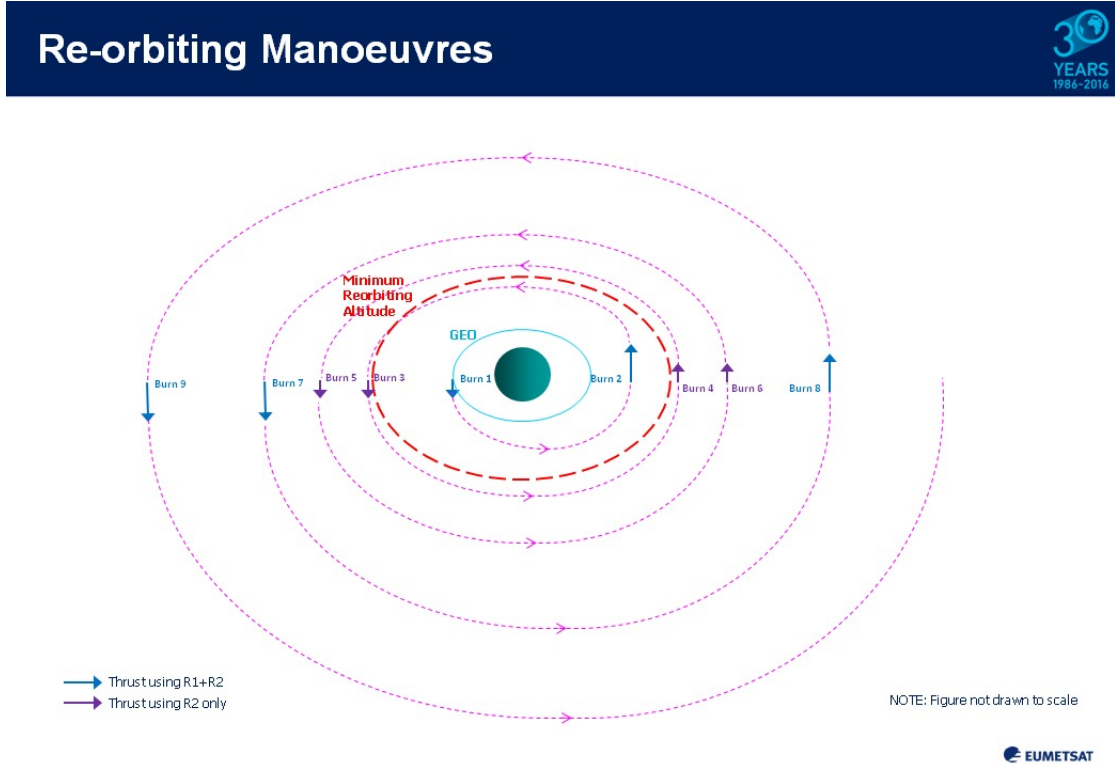 Re-orbiting Manoeuvres
30
YEARS
1986-2016
Minimum
Reorbiting
Altitude
GEO
Burn 9
Burn 7
Burn 5
Burn 3
Burn 1
Burn 2
Burn 4
Burn 6
Burn 8
Thrust using R1+R2
Thrust using R2 only
NOTE: Figure not drawn to scale
EUMETSAT